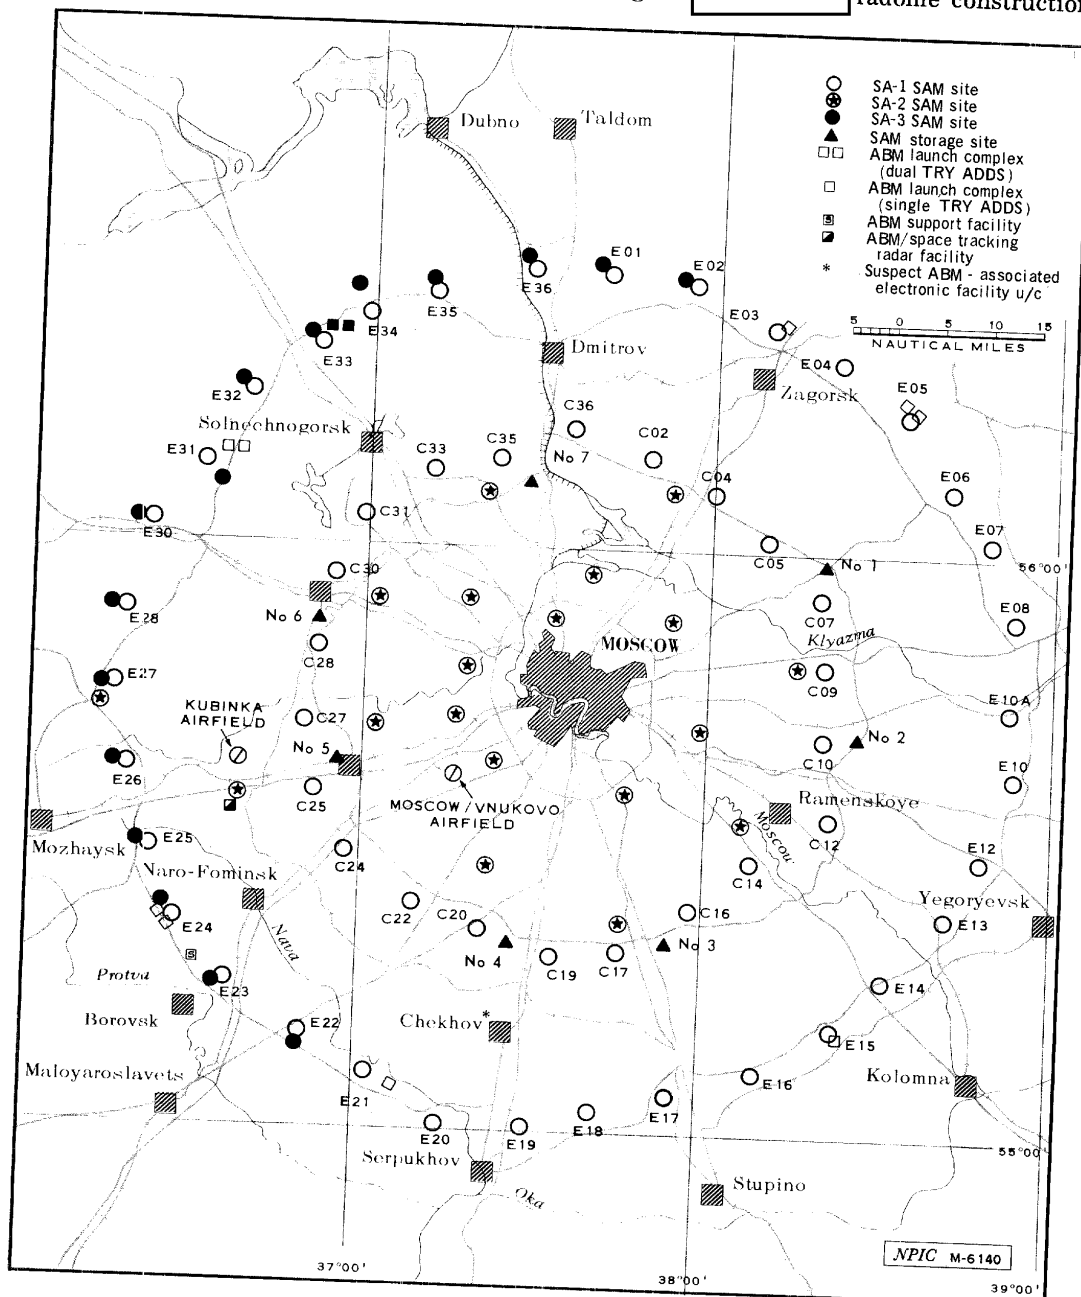 radome construction
SA-1 SAM site
SA-2 SAM site
SA-3 SAM site
SAM storage site
ABM launch complex
(dual TRY ADDS)
ABM launch complex
(single TRY ADDS)
ABM support facility
ABM/space tracking
radar facility
* Suspect ABM - associated
electronic facility u/c
5 0 5 10 15
NAUTICAL MILES
Dubno
Taldom
E01
E02
E36
E35
E34
E03
E33
Dmitrov
E04
Zagorsk
E05
E32
Solnechnogorsk
C36
C02
E31
C33
C35
No 7
C04
E06
C31
E30
E07
C05
No 1
56°00'
C30
No 6
E28
C07
E08
Klyazma
C28
MOSCOW
E27
C09
KUBINKA
AIRFIELD
C27
E10A
No 5
No 2
C10
E26
E10
C25
MOSCOW/VNUKOVO
AIRFIELD
Ramenskoye
Moscou
Mozhaysk
E25
C24
C12
E12
Naro-Fominsk
C14
Yegoryevsk
C22
C20
C16
E13
E24
Nava
No 4
C19
C17
No 3
S
Protva
E23
E14
Borovsk
E22
Chekhov*
E15
Maloyaroslavets
E21
E16
Kolomna
E20
E19
E18
E17
Serpukhov
55°00'
Oka
Stupino
NPIC M-6140
37°00'
38°00'
39°00'